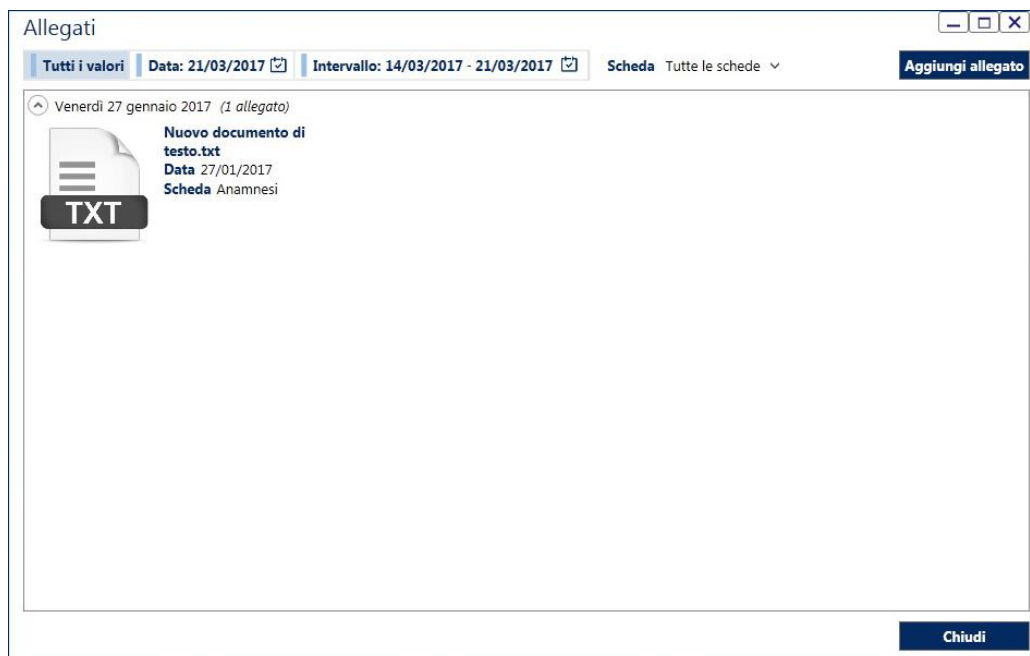 Allegati
Tutti i valori Data: 21/03/2017 Intervallo: 14/03/2017 - 21/03/2017 Scheda Tutte le schede Aggiungi allegato
Venerdì 27 gennaio 2017 (1 allegato)
Nuovo documento di
testo.txt
Data 27/01/2017
Scheda Anamnesi
TXT
Chiudi